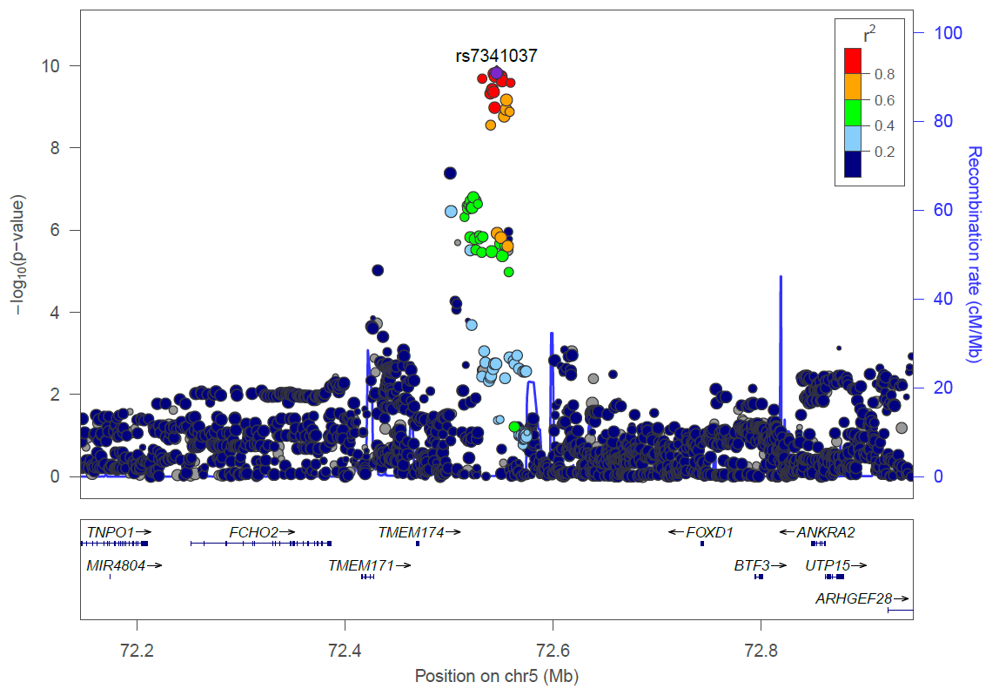 rs7341037
r2
0.8
0.6
0.4
0.2
10
8
6
4
2
0
−log10(p−value)
100
80
60
40
20
0
Recombination rate (cM/Mb)
TNPO1→ FCHO2→ TMEM174→ ←FOXD1 ←ANKRA2
MIR4804→ TMEM171→ BTF3→ UTP15→
ARHGEF28→
72.2 72.4 72.6 72.8
Position on chr5 (Mb)